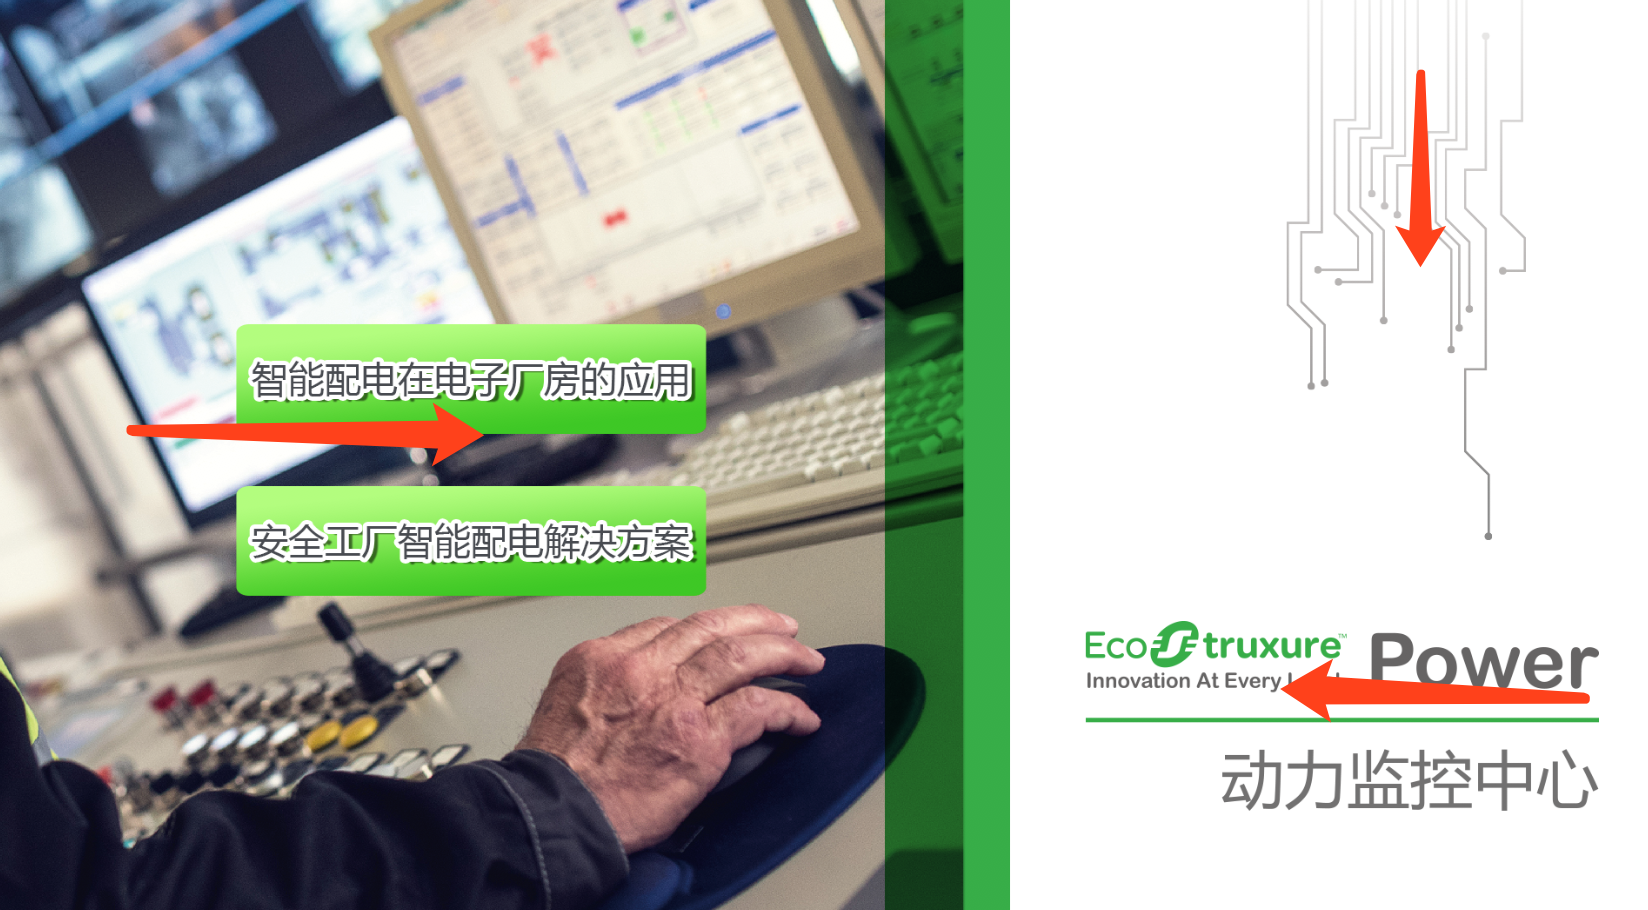 智能配电在电子厂房的应用
安全工厂智能配电解决方案
EcoStruxure™ Power
Innovation At Every
动力监控中心